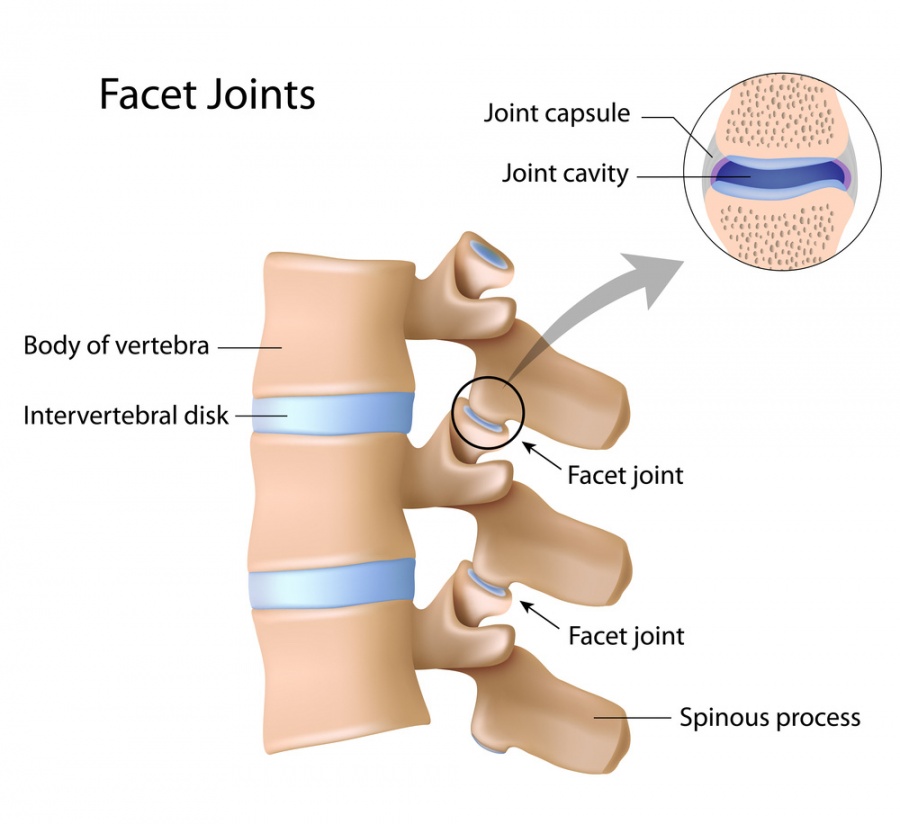 Facet Joints
Joint capsule
Joint cavity
Body of vertebra
Intervertebral disk
Facet joint
Facet joint
Spinous process